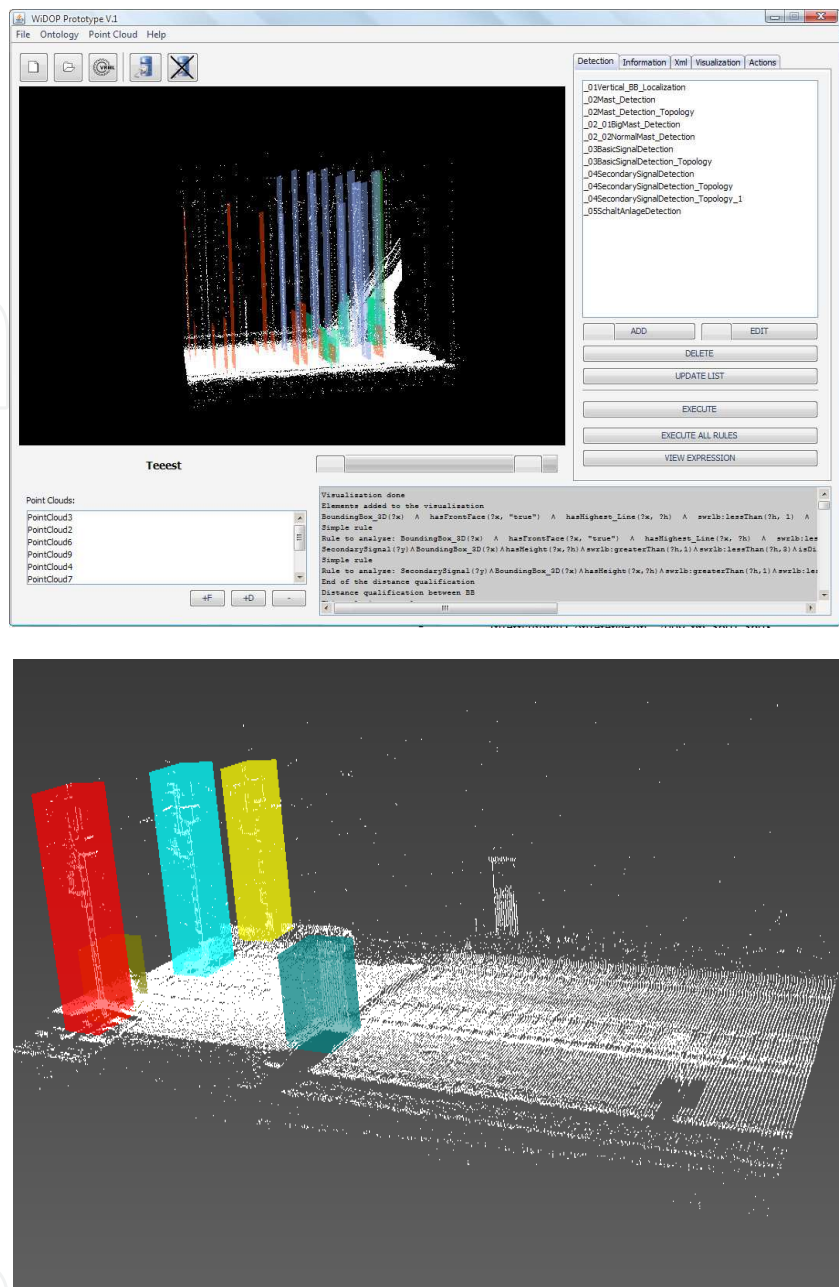 WiDOP Prototype V.1
File Ontology Point Cloud Help
VRML
Detection Information Xml Visualization Actions
_01Vertical_BB_Localization
_02Mast_Detection
_02Mast_Detection_Topology
_02_01BigMast_Detection
_02_02NormalMast_Detection
_03BasicSignalDetection
_03BasicSignalDetection_Topology
_04SecondarySignalDetection
_04SecondarySignalDetection_Topology
_04SecondarySignalDetection_Topology_1
_05SchaltAnlageDetection
ADD EDIT
DELETE
UPDATE LIST
EXECUTE
EXECUTE ALL RULES
VIEW EXPRESSION
Teeest
Point Clouds:
PointCloud3
PointCloud2
PointCloud6
PointCloud9
PointCloud4
PointCloud7
+F +D -
Visualization done
Elements added to the visualization
BoundingBox_3D(?x) ∧ hasFrontFace(?x, "true") ∧ hasHighest_Line(?x, ?h) ∧ swrlb:lessThan(?h, 1) ∧
Simple rule
Rule to analyse: BoundingBox_3D(?x) ∧ hasFrontFace(?x, "true") ∧ hasHighest_Line(?x, ?h) ∧ swrlb:les
SecondarySignal(?y)∧BoundingBox_3D(?x)∧hasHeight(?x,?h)∧swrlb:greaterThan(?h,1)∧swrlb:lessThan(?h,3)∧isDi
Simple rule
Rule to analyse: SecondarySignal(?y)∧BoundingBox_3D(?x)∧hasHeight(?x,?h)∧swrlb:greaterThan(?h,1)∧swrlb:les
End of the distance qualification
Distance qualification between BB